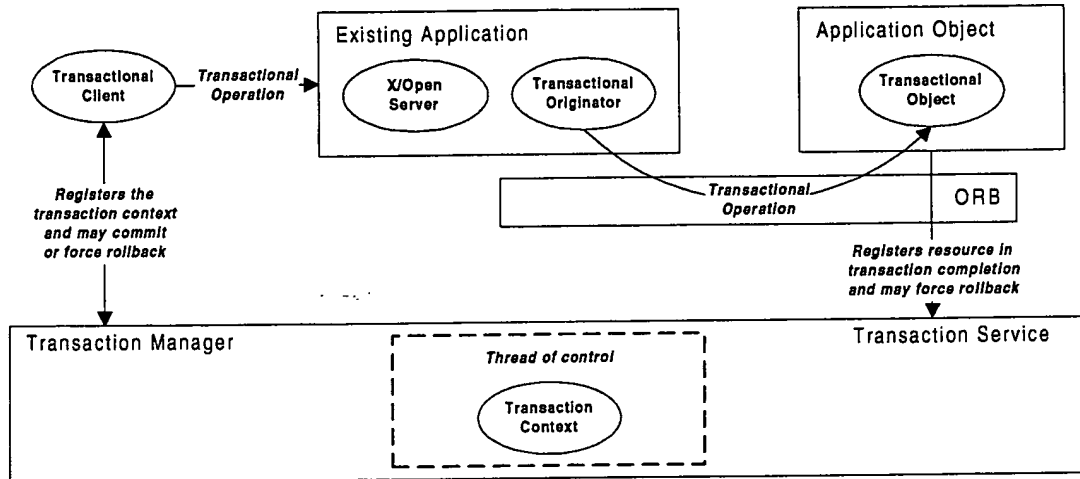 Existing Application
Application Object
Transactional
Client
Transactional
Operation
X/Open
Server
Transactional
Originator
Transactional
Object
Registers the
transaction context
and may commit
or force rollback
Transactional
Operation
ORB
Registers resource in
transaction completion
and may force rollback
Transaction Manager
Thread of control
Transaction Service
Transaction
Context